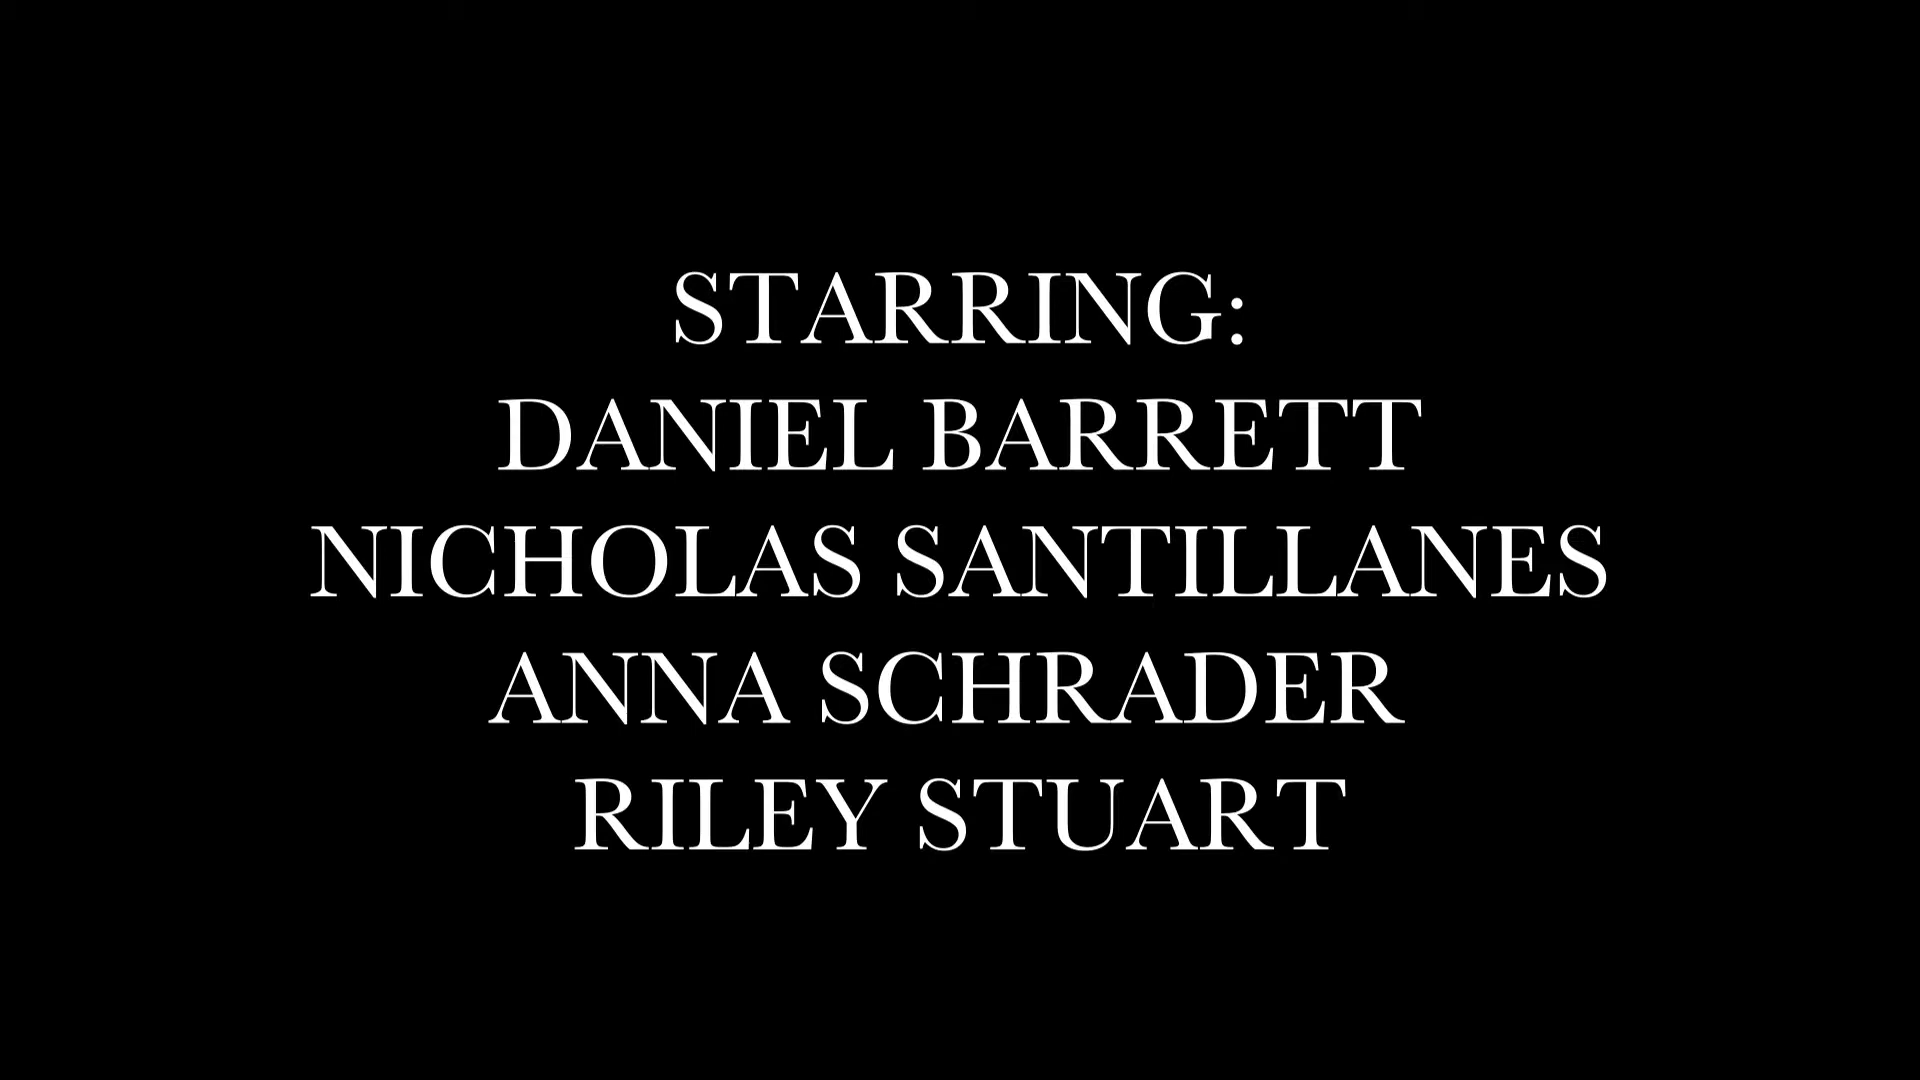 STARRING:
DANIEL BARRETT
NICHOLAS SANTILLANES
ANNA SCHRADER
RILEY STUART